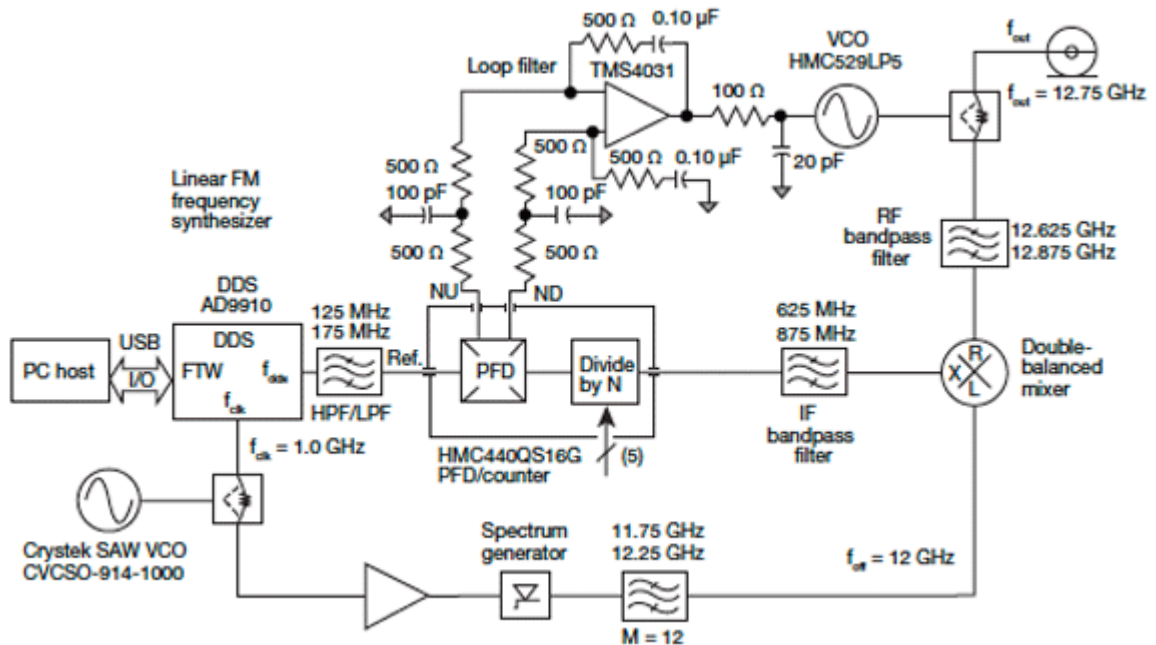 500 Ω
0.10 μF
Loop filter
TMS4031
VCO
HMC529LP5
f_out
f_out = 12.75 GHz
100 Ω
20 pF
500 Ω
500 Ω
500 Ω
0.10 μF
100 pF
100 pF
500 Ω
500 Ω
Linear FM
frequency
synthesizer
RF
bandpass
filter
12.625 GHz
12.875 GHz
NU
ND
DDS
AD9910
125 MHz
175 MHz
625 MHz
875 MHz
PC host
USB
I/O
DDS
FTW
f_ddx
f_clk
Ref.
HPF/LPF
PFD
Divide
by N
R
X
L
Double-
balanced
mixer
IF
bandpass
filter
f_clk = 1.0 GHz
HMC440QS16G
PFD/counter
(5)
Crystek SAW VCO
CVCSO-914-1000
Spectrum
generator
11.75 GHz
12.25 GHz
f_off = 12 GHz
M = 12